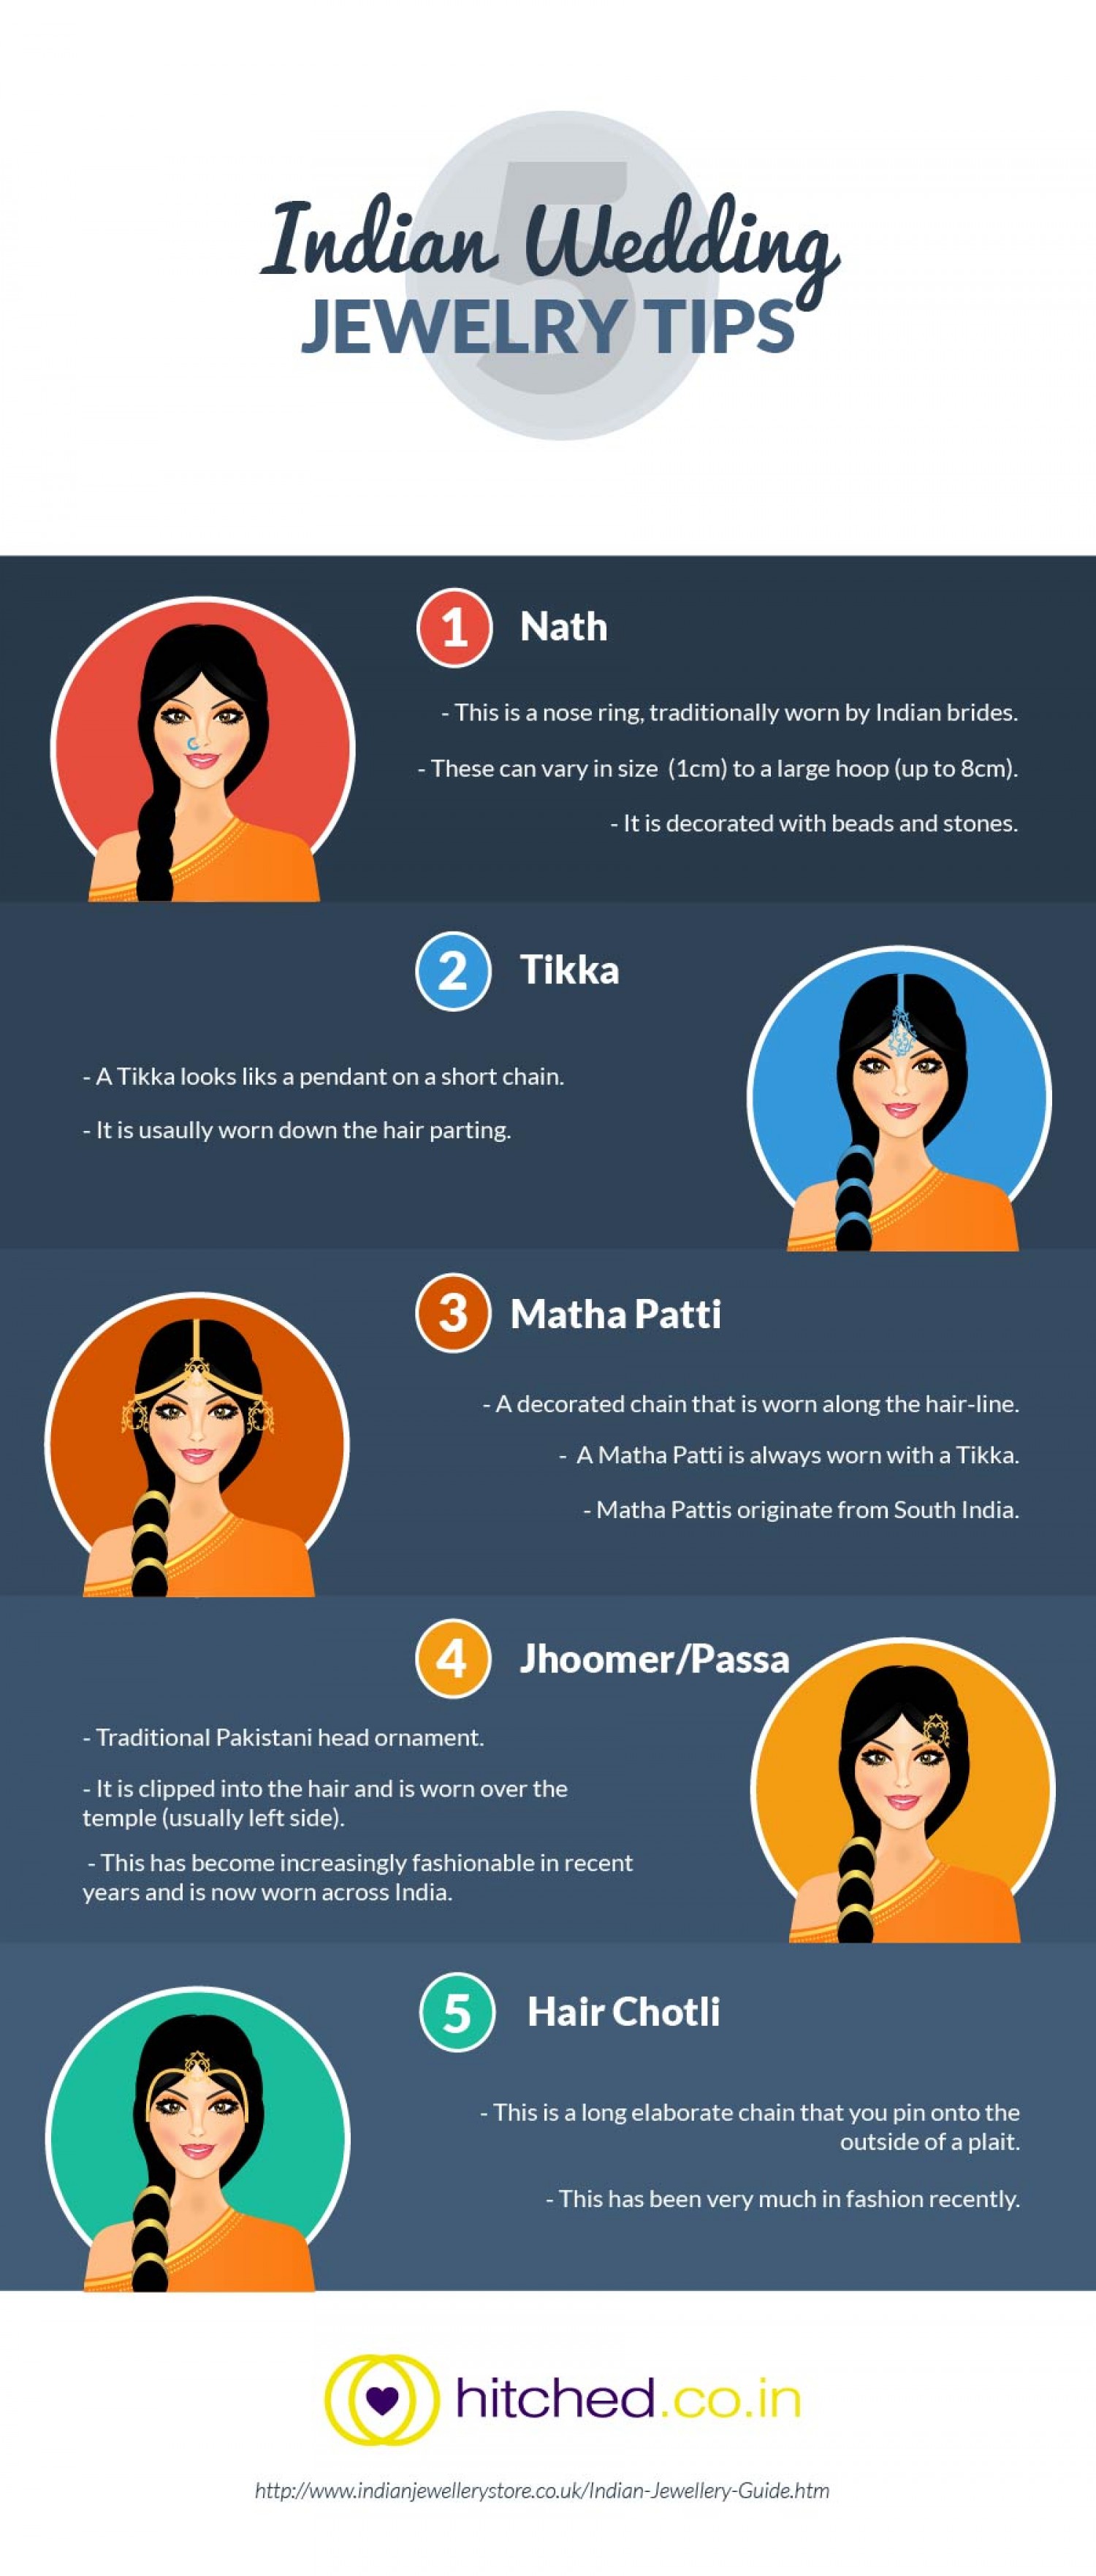 5
Indian Wedding
JEWELRY TIPS
1 Nath
- This is a nose ring, traditionally worn by Indian brides.
- These can vary in size (1cm) to a large hoop (up to 8cm).
- It is decorated with beads and stones.
2 Tikka
- A Tikka looks liks a pendant on a short chain.
- It is usaully worn down the hair parting.
3 Matha Patti
- A decorated chain that is worn along the hair-line.
- A Matha Patti is always worn with a Tikka.
- Matha Pattis originate from South India.
4 Jhoomer/Passa
- Traditional Pakistani head ornament.
- It is clipped into the hair and is worn over the
temple (usually left side).
- This has become increasingly fashionable in recent
years and is now worn across India.
5 Hair Chotli
- This is a long elaborate chain that you pin onto the
outside of a plait.
- This has been very much in fashion recently.
hitched.co.in
http://www.indianjewellerystore.co.uk/Indian-Jewellery-Guide.htm